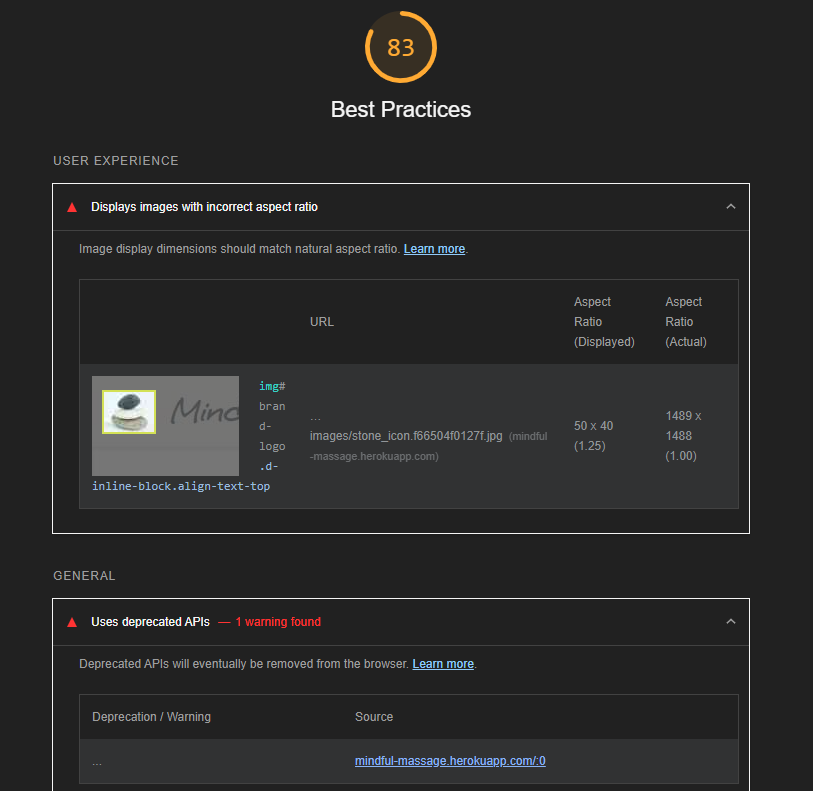 83
Best Practices
USER EXPERIENCE
Displays images with incorrect aspect ratio
Image display dimensions should match natural aspect ratio. Learn more.
URL
Aspect
Ratio
(Displayed)
Aspect
Ratio
(Actual)
img#
bran
d-
logo
.d-
inline-block.align-text-top
...
images/stone_icon.f66504f0127f.jpg (mindful
-massage.herokuapp.com)
50 x 40
(1.25)
1489 x
1488
(1.00)
GENERAL
Uses deprecated APIs — 1 warning found
Deprecated APIs will eventually be removed from the browser. Learn more.
Deprecation / Warning
Source
...
mindful-massage.herokuapp.com/:0